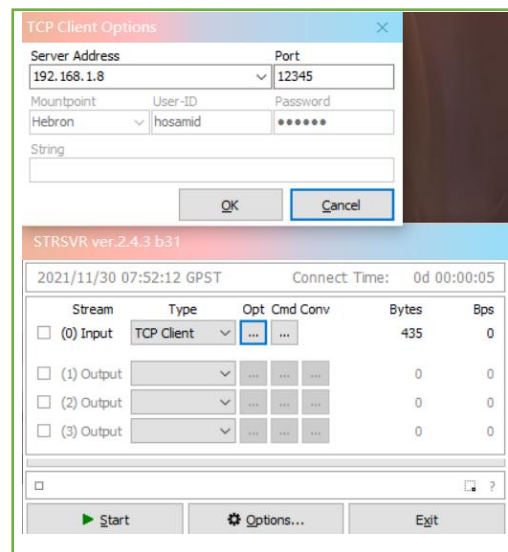 TCP Client Options
Server Address Port
192.168.1.8 12345
Mountpoint User-ID Password
Hebron hosamid ●●●●●●
String
OK Cancel
STRSVR ver.2.4.3 b31
2021/11/30 07:52:12 GPST Connect Time: 0d 00:00:05
Stream Type Opt Cmd Conv Bytes Bps
(0) Input TCP Client ... ... 435 0
(1) Output ... ... ... 0 0
(2) Output ... ... ... 0 0
(3) Output ... ... ... 0 0
?
Start Options... Exit